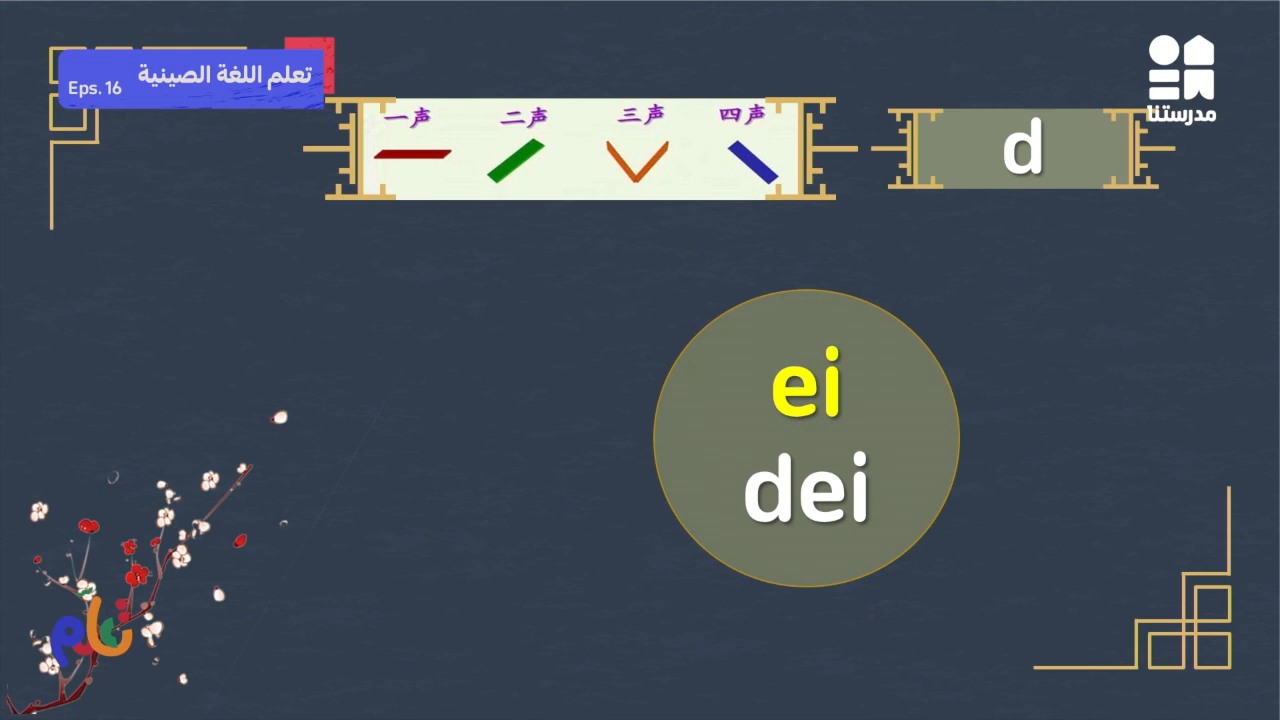 تعلم اللغة الصينية
Eps. 16
一声 二声 三声 四声
d
مدرستنا
ei
dei